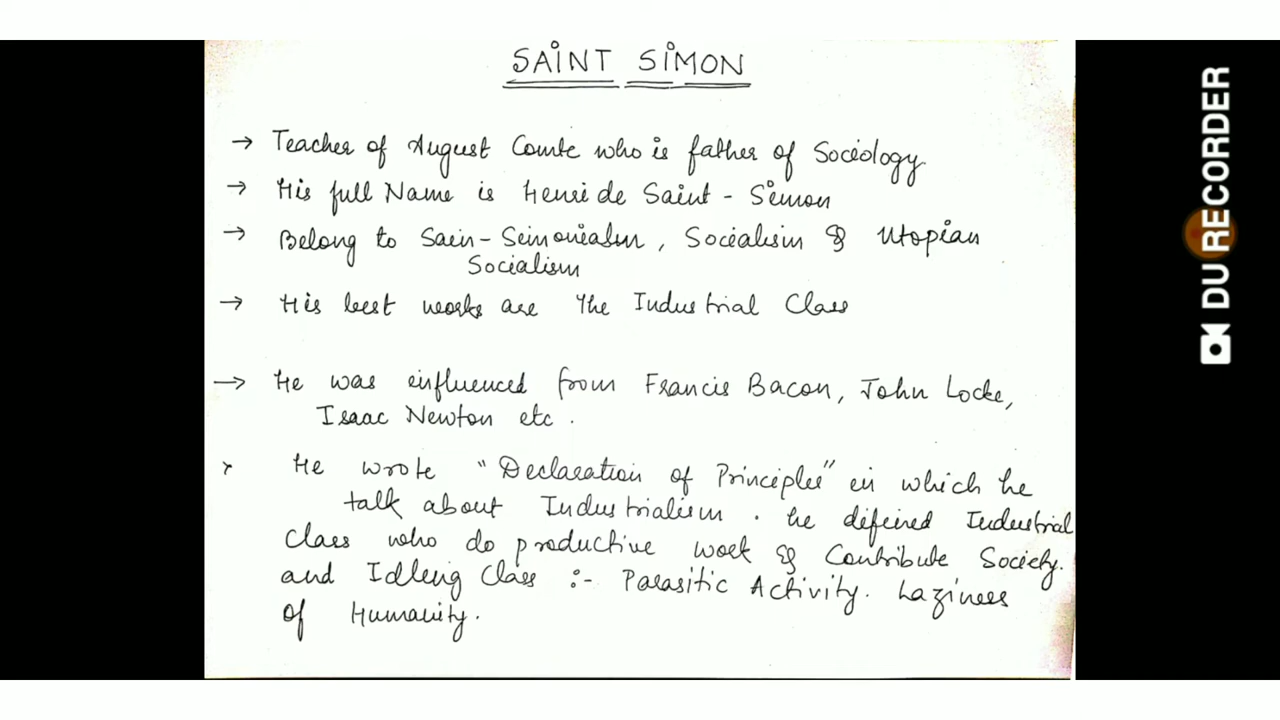 SAINT SIMON
→ Teacher of August Comte who is father of Sociology
→ His full Name is Henri de Saint - Simon
→ Belong to Sain-Simonialsm, Socialism & Utopian
Socialism
→ His best works are The Industrial Class
→ He was influenced from Francis Bacon, John Locke,
Isaac Newton etc.
He wrote "Declaration of Principles" in which he
talk about Industrialism. he difined Industrial
Class who do productive work & Contribute Society.
and Idling Class :- Parasitic Activity. Laziness
of Humanity.
DU RECORDER